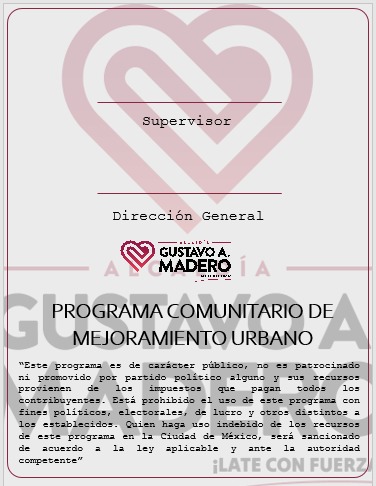 Supervisor
Dirección General
ALCALDÍA
GUSTAVO A.
MADERO
ALCALDÍA
GUSTAVO A.
MADERO
PROGRAMA COMUNITARIO DE
MEJORAMIENTO URBANO
“Este programa es de carácter público, no es patrocinado
ni promovido por partido político alguno y sus recursos
provienen de los impuestos que pagan todos los
contribuyentes. Está prohibido el uso de este programa con
fines políticos, electorales, de lucro y otros distintos a
los establecidos. Quien haga uso indebido de los recursos
de este programa en la Ciudad de México, será sancionado
de acuerdo a la ley aplicable y ante la autoridad
competente”
¡LATE CON FUERZA